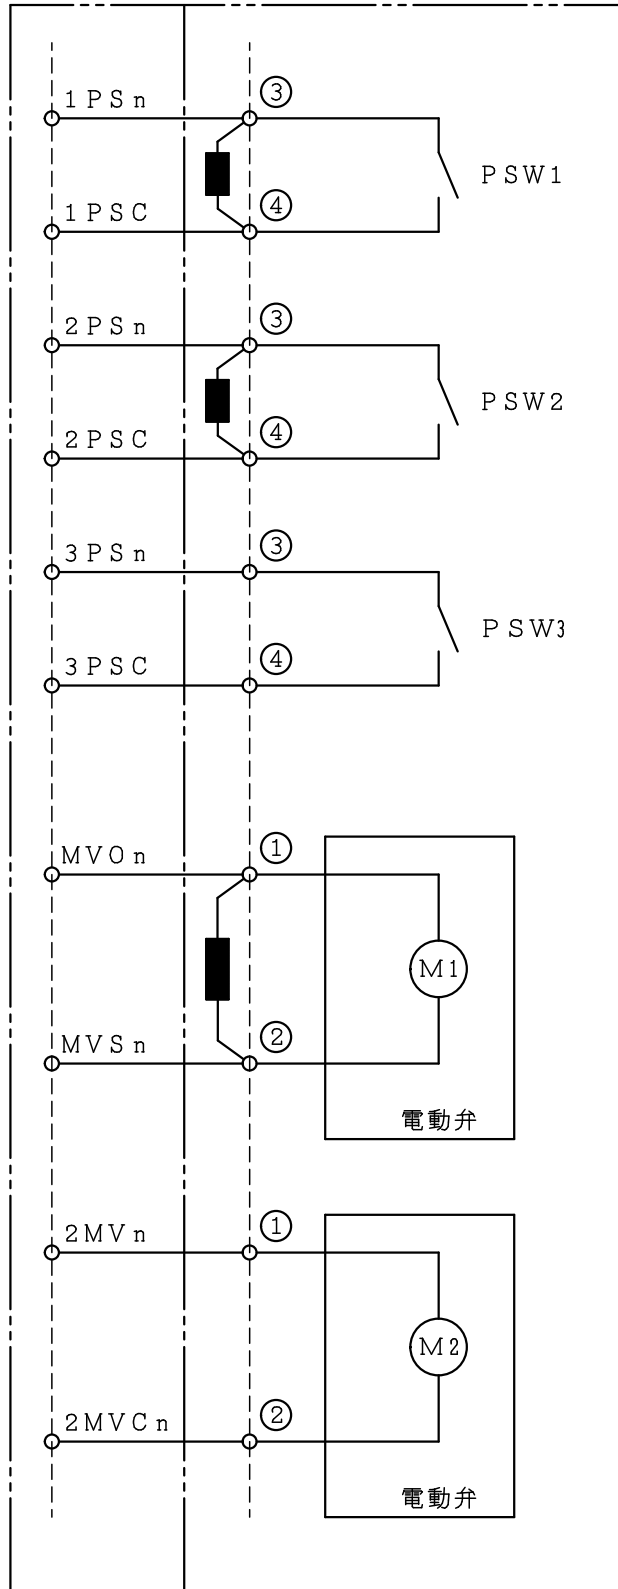 1PSn ③
PSW1
1PSC ④
2PSn ③
PSW2
2PSC ④
3PSn ③
PSW3
3PSC ④
MVOn ①
M1
MVSn ②
電動弁
2MVn ①
M2
2MVCn ②
電動弁